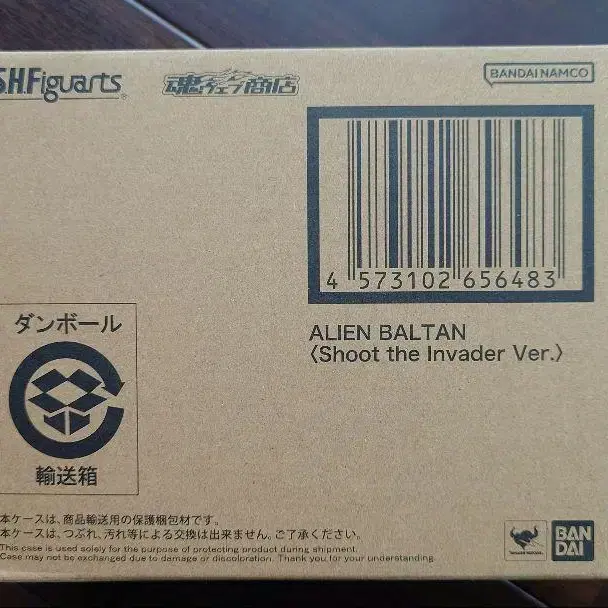 S.H.Figuarts
魂ウェブ商店
BANDAI NAMCO
4 573102 656483
ALIEN BALTAN
〈Shoot the Invader Ver.〉
ダンボール
輸送箱
本ケースは、商品輸送用の保護梱包材です。
本ケースは、つぶれ、汚れ等による交換は出来ません。ご了承ください。
This case is used solely for the purpose of protecting product during shipment.
Case may not be exchanged due to damage or discoloration. Thank you for your understanding.
TAMASHII NATIONS
BAN
DAI